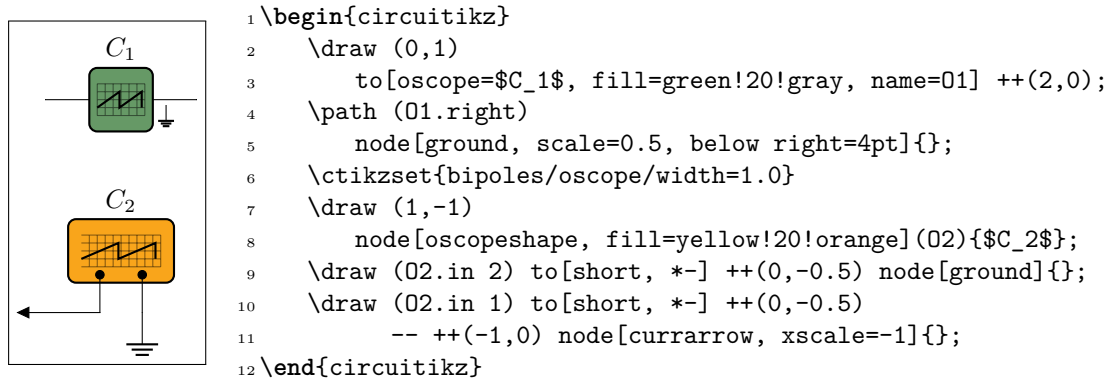 C_1
C_2
1 \begin{circuitikz}
2 \draw (0,1)
3 to[oscope=$C_1$, fill=green!20!gray, name=O1] ++(2,0);
4 \path (O1.right)
5 node[ground, scale=0.5, below right=4pt]{};
6 \ctikzset{bipoles/oscope/width=1.0}
7 \draw (1,-1)
8 node[oscopeshape, fill=yellow!20!orange](O2){$C_2$};
9 \draw (O2.in 2) to[short, *-] ++(0,-0.5) node[ground]{};
10 \draw (O2.in 1) to[short, *-] ++(0,-0.5)
11 -- ++(-1,0) node[currarrow, xscale=-1]{};
12 \end{circuitikz}